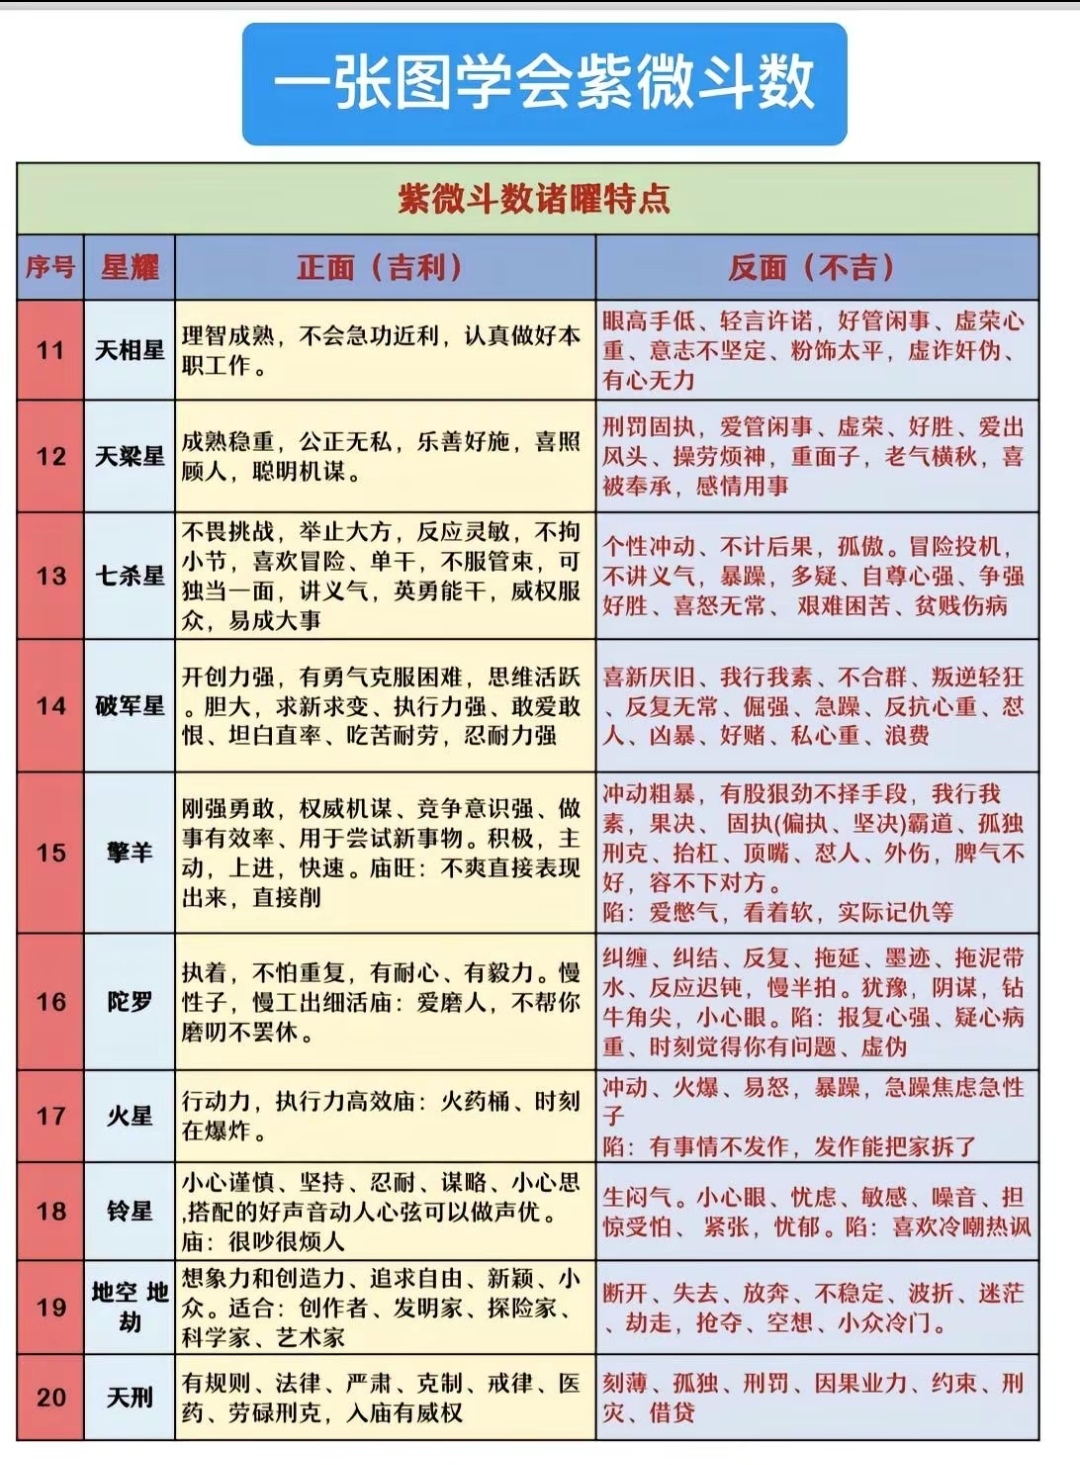 一张图学会紫微斗数
紫微斗数诸曜特点
序号 星耀 正面（吉利） 反面（不吉）
11 天相星
理智成熟，不会急功近利，认真做好本
职工作。
眼高手低、轻言许诺，好管闲事、虚荣心
重、意志不坚定、粉饰太平，虚诈奸伪、
有心无力
12 天梁星
成熟稳重，公正无私，乐善好施，喜照
顾人，聪明机谋。
刑罚固执，爱管闲事、虚荣、好胜、爱出
风头、操劳烦神，重面子，老气横秋，喜
被奉承，感情用事
13 七杀星
不畏挑战，举止大方，反应灵敏，不拘
小节，喜欢冒险、单干，不服管束，可
独当一面，讲义气，英勇能干，威权服
众，易成大事
个性冲动、不计后果，孤傲。冒险投机，
不讲义气，暴躁，多疑、自尊心强、争强
好胜、喜怒无常、 艰难困苦、贫贱伤病
14 破军星
开创力强，有勇气克服困难，思维活跃
。胆大，求新求变、执行力强、敢爱敢
恨、坦白直率、吃苦耐劳，忍耐力强
喜新厌旧、我行我素、不合群、叛逆轻狂
、反复无常、倔强、急躁、反抗心重、怼
人、凶暴、好赌、私心重、浪费
15 擎羊
刚强勇敢，权威机谋、竞争意识强、做
事有效率、用于尝试新事物。积极，主
动，上进，快速。庙旺：不爽直接表现
出来，直接削
冲动粗暴，有股狠劲不择手段，我行我
素，果决、 固执(偏执、坚决)霸道、孤独
刑克、抬杠、顶嘴、怼人、外伤，脾气不
好，容不下对方。
陷：爱憋气，看着软，实际记仇等
16 陀罗
执着，不怕重复，有耐心、有毅力。慢
性子，慢工出细活庙：爱磨人，不帮你
磨叨不罢休。
纠缠、纠结、反复、拖延、墨迹、拖泥带
水、反应迟钝，慢半拍。犹豫，阴谋，钻
牛角尖，小心眼。陷：报复心强、疑心病
重、时刻觉得你有问题、虚伪
17 火星
行动力，执行力高效庙：火药桶、时刻
在爆炸。
冲动、火爆、易怒，暴躁，急躁焦虑急性
子
陷：有事情不发作，发作能把家拆了
18 铃星
小心谨慎、坚持、忍耐、谋略、小心思
,搭配的好声音动人心弦可以做声优。
庙：很吵很烦人
生闷气。小心眼、忧虑、敏感、噪音、担
惊受怕、 紧张，忧郁。陷：喜欢冷嘲热讽
19 地空 地
劫
想象力和创造力、追求自由、新颖、小
众。适合：创作者、发明家、探险家、
科学家、艺术家
断开、失去、放弃、不稳定、波折、迷茫
、劫走，抢夺、空想、小众冷门。
20 天刑
有规则、法律、严肃、克制、戒律、医
药、劳碌刑克，入庙有威权
刻薄、孤独、刑罚、因果业力、约束、刑
灾、借贷